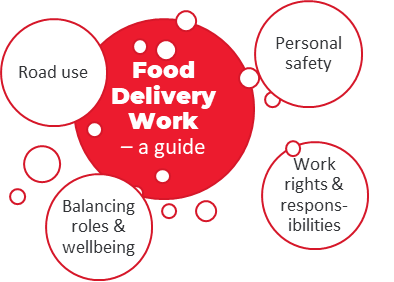 Road use
Food
Delivery
Work
– a guide
Personal
safety
Balancing
roles &
wellbeing
Work
rights &
respons-
ibilities